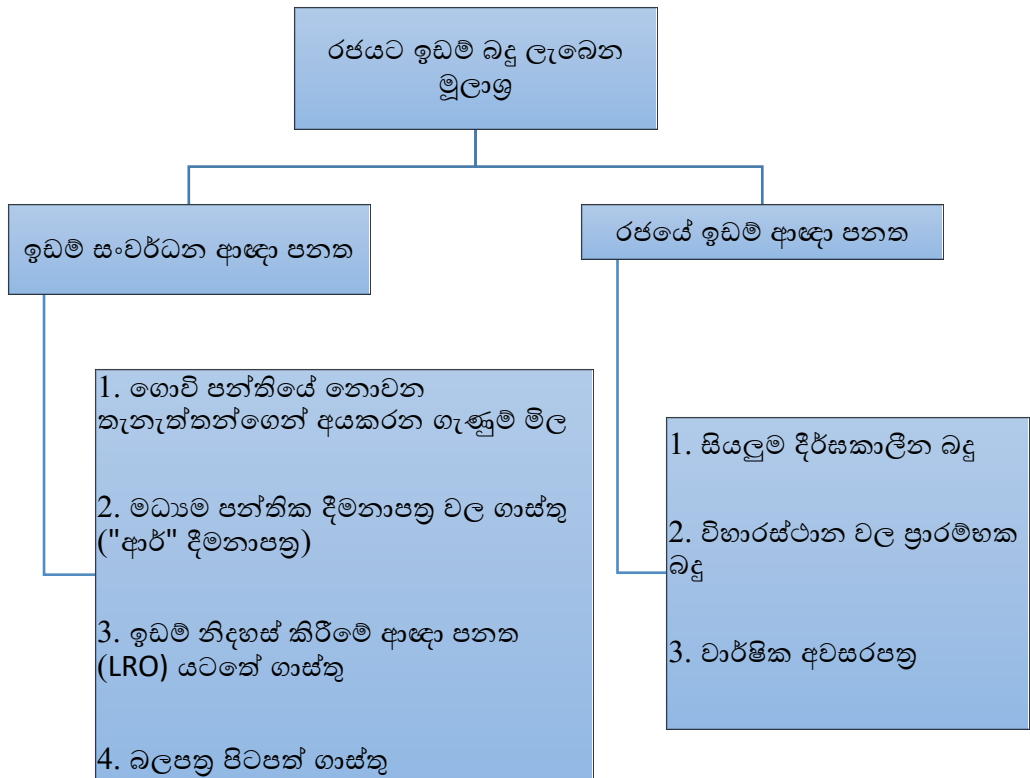 රජයට ඉඩම් බදු ලැබෙන
මූලාශ්‍ර
ඉඩම් සංවර්ධන ආඥා පනත
රජයේ ඉඩම් ආඥා පනත
1. ගොවි පන්තියේ නොවන
තැනැත්තන්ගෙන් අයකරන ගැණුම් මිල
2. මධ්‍යම පන්තික දීමනාපත්‍ර වල ගාස්තු
("ආර්" දීමනාපත්‍ර)
3. ඉඩම් නිදහස් කිරීමේ ආඥා පනත
(LRO) යටතේ ගාස්තු
4. බලපත්‍ර පිටපත් ගාස්තු
1. සියලුම දීර්ඝකාලීන බදු
2. විහාරස්ථාන වල ප්‍රාරම්භක
බදු
3. වාර්ෂික අවසරපත්‍ර